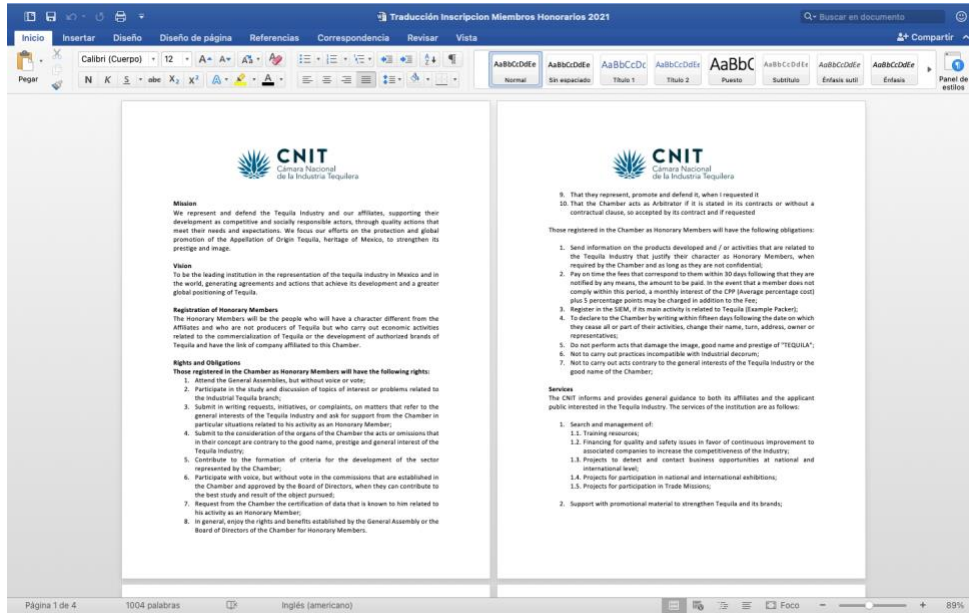 Traducción Inscripcion Miembros Honorarios 2021
Buscar en documento
Inicio Insertar Diseño Diseño de página Referencias Correspondencia Revisar Vista
Compartir
Pegar
Calibri (Cuerpo) 12 A▲ A▼
N K S abc X₂ X² A A
AaBbCcDdEe AaBbCcDdEe AaBbCcDc AaBbCcDdEe AaBbC AaBbCcDdEe AaBbCcDdEe AaBbCcDdEe
Normal Sin espaciado Título 1 Título 2 Puesto Subtítulo Énfasis sutil Énfasis
Panel de
estilos
CNIT
Cámara Nacional
de la Industria Tequilera
Mission
We represent and defend the Tequila Industry and our affiliates, supporting their
development as competitive and socially responsible actors, through quality actions that
meet their needs and expectations. We focus our efforts on the protection and global
promotion of the Appellation of Origin Tequila, heritage of Mexico, to strengthen its
prestige and image.
Vision
To be the leading institution in the representation of the tequila industry in Mexico and in
the world, generating agreements and actions that achieve its development and a greater
global positioning of Tequila.
Registration of Honorary Members
The Honorary Members will be the people who will have a character different from the
Affiliates and who are not producers of Tequila but who carry out economic activities
related to the commercialization of Tequila or the development of authorized brands of
Tequila and have the link of company affiliated to this Chamber.
Rights and Obligations
Those registered in the Chamber as Honorary Members will have the following rights:
1. Attend the General Assemblies, but without voice or vote;
2. Participate in the study and discussion of topics of interest or problems related to
the Industrial Tequila branch;
3. Submit in writing requests, initiatives, or complaints, on matters that refer to the
general interests of the Tequila Industry and ask for support from the Chamber in
particular situations related to his activity as an Honorary Member;
4. Submit to the consideration of the organs of the Chamber the acts or omissions that
in their concept are contrary to the good name, prestige and general interest of the
Tequila Industry;
5. Contribute to the formation of criteria for the development of the sector
represented by the Chamber;
6. Participate with voice, but without vote in the commissions that are established in
the Chamber and approved by the Board of Directors, when they can contribute to
the best study and result of the object pursued;
7. Request from the Chamber the certification of data that is known to him related to
his activity as an Honorary Member;
8. In general, enjoy the rights and benefits established by the General Assembly or the
Board of Directors of the Chamber for Honorary Members.
CNIT
Cámara Nacional
de la Industria Tequilera
9. That they represent, promote and defend it, when I requested it
10. That the Chamber acts as Arbitrator if it is stated in its contracts or without a
contractual clause, so accepted by its contract and if requested
Those registered in the Chamber as Honorary Members will have the following obligations:
1. Send information on the products developed and / or activities that are related to
the Tequila Industry that justify their character as Honorary Members, when
required by the Chamber and as long as they are not confidential;
2. Pay on time the fees that correspond to them within 30 days following that they are
notified by any means, the amount to be paid. In the event that a member does not
comply within this period, a monthly interest of the CPP (Average percentage cost)
plus 5 percentage points may be charged in addition to the Fee;
3. Register in the SIEM, if its main activity is related to Tequila (Example Packer);
4. To declare to the Chamber by writing within fifteen days following the date on which
they cease all or part of their activities, change their name, turn, address, owner or
representatives;
5. Do not perform acts that damage the image, good name and prestige of "TEQUILA";
6. Not to carry out practices incompatible with Industrial decorum;
7. Not to carry out acts contrary to the general interests of the Tequila Industry or the
good name of the Chamber;
Services
The CNIT informs and provides general guidance to both its affiliates and the applicant
public interested in the Tequila Industry. The services of the institution are as follows:
1. Search and management of:
1.1. Training resources;
1.2. Financing for quality and safety issues in favor of continuous improvement to
associated companies to increase the competitiveness of the Industry;
1.3. Projects to detect and contact business opportunities at national and
international level;
1.4. Projects for participation in national and international exhibitions;
1.5. Projects for participation in Trade Missions;
2. Support with promotional material to strengthen Tequila and its brands;
Página 1 de 4 1004 palabras Inglés (americano) Foco 89%